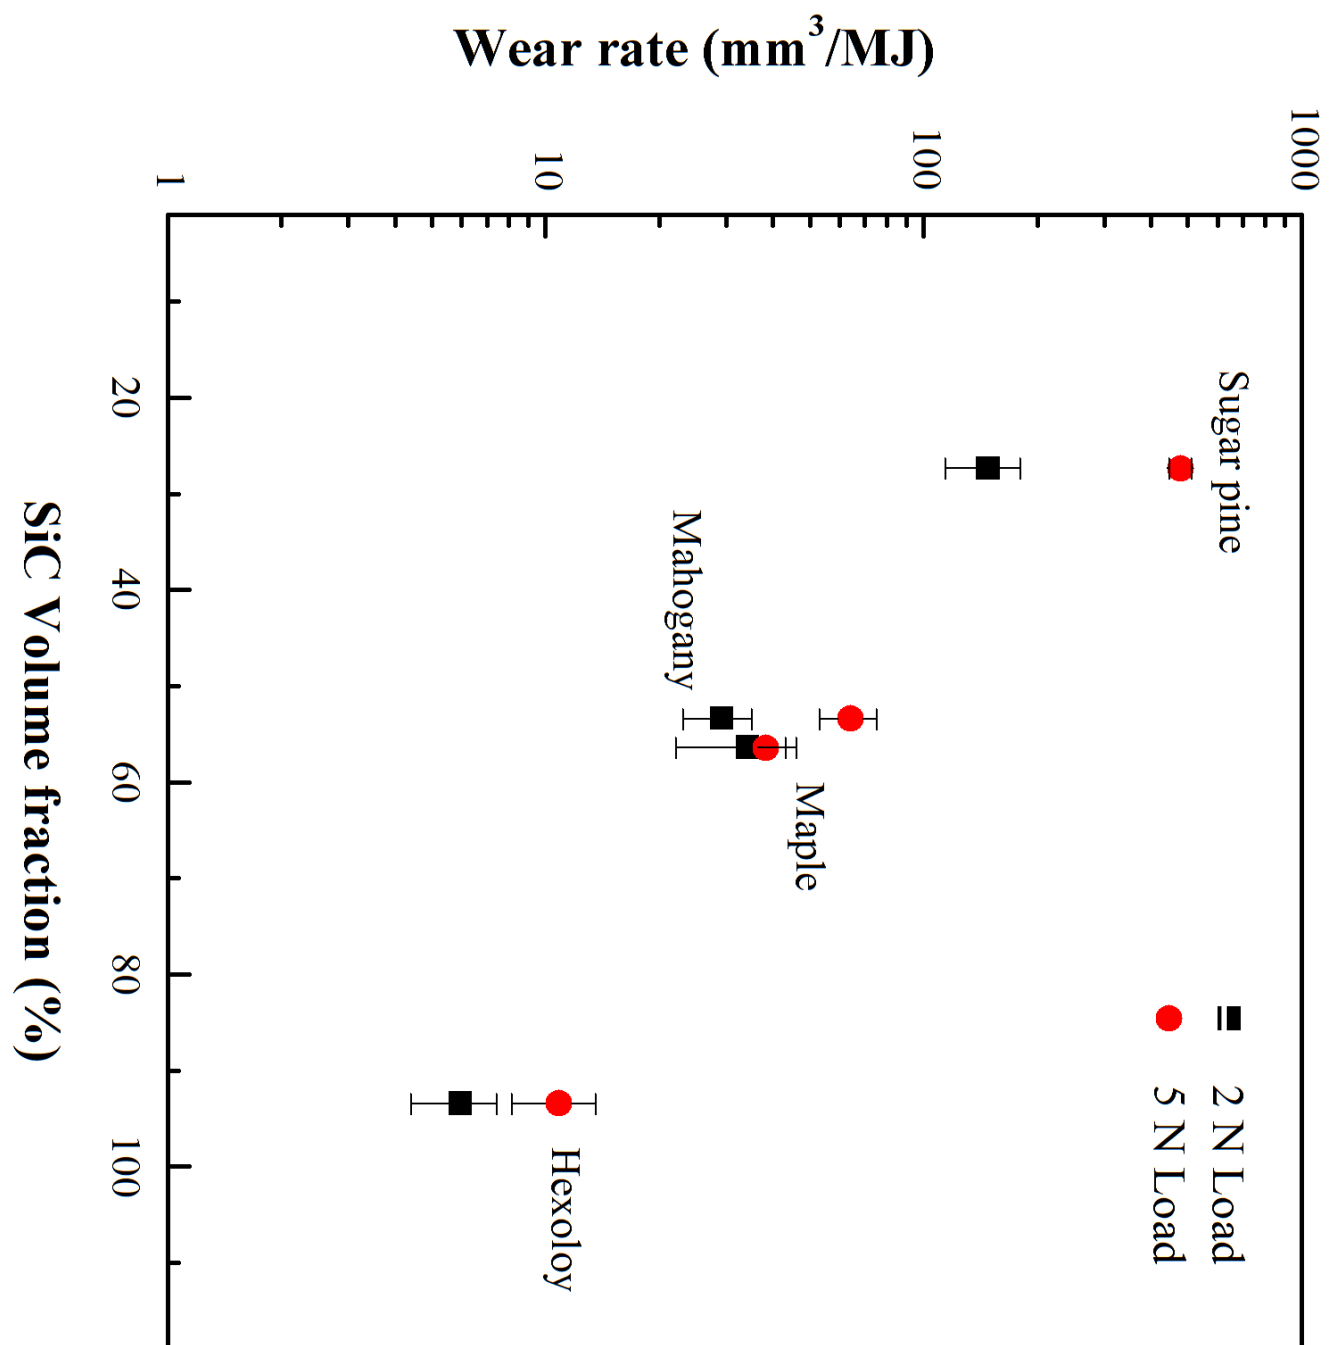 Wear rate (mm³/MJ)
1000
100
10
1
20
40
60
80
100
SiC Volume fraction (%)
2 N Load
5 N Load
Sugar pine
Mahogany
Maple
Hexoloy